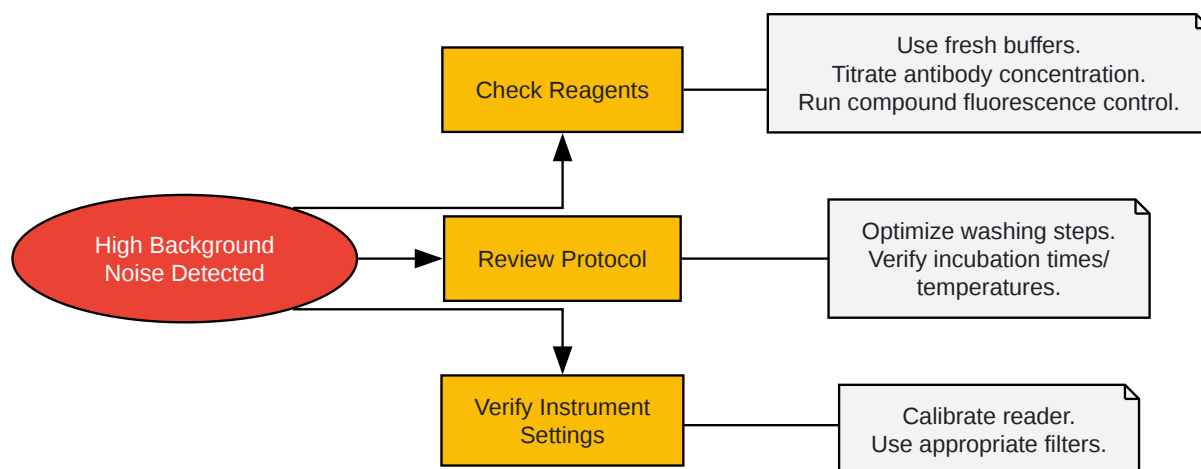 High Background
Noise Detected
Check Reagents
Use fresh buffers.
Titrate antibody concentration.
Run compound fluorescence control.
Review Protocol
Optimize washing steps.
Verify incubation times/
temperatures.
Verify Instrument
Settings
Calibrate reader.
Use appropriate filters.